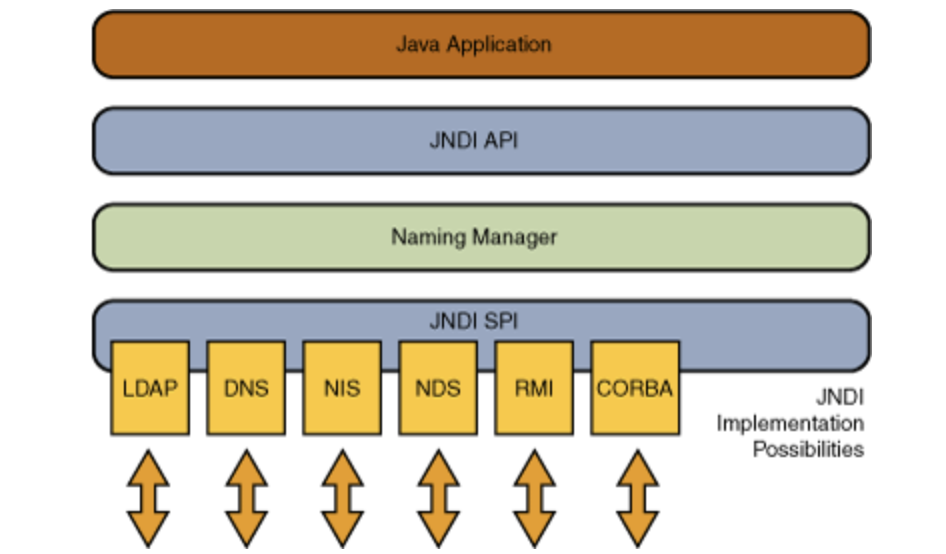 Java Application
JNDI API
Naming Manager
JNDI SPI
LDAP
DNS
NIS
NDS
RMI
CORBA
JNDI
Implementation
Possibilities